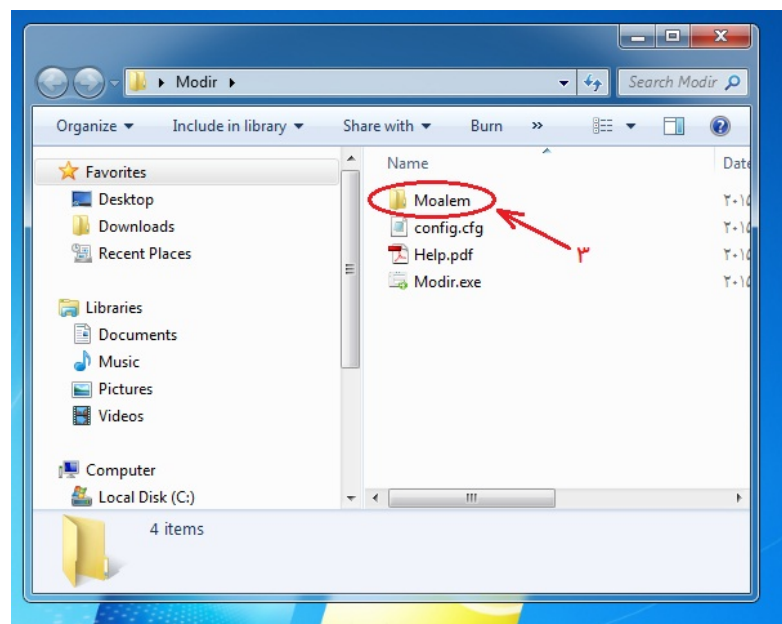 Modir
Search Modir
Organize
Include in library
Share with
Burn
»
Favorites
Desktop
Downloads
Recent Places
Libraries
Documents
Music
Pictures
Videos
Computer
Local Disk (C:)
Name
Date
Moalem
config.cfg
Help.pdf
Modir.exe
۳
4 items